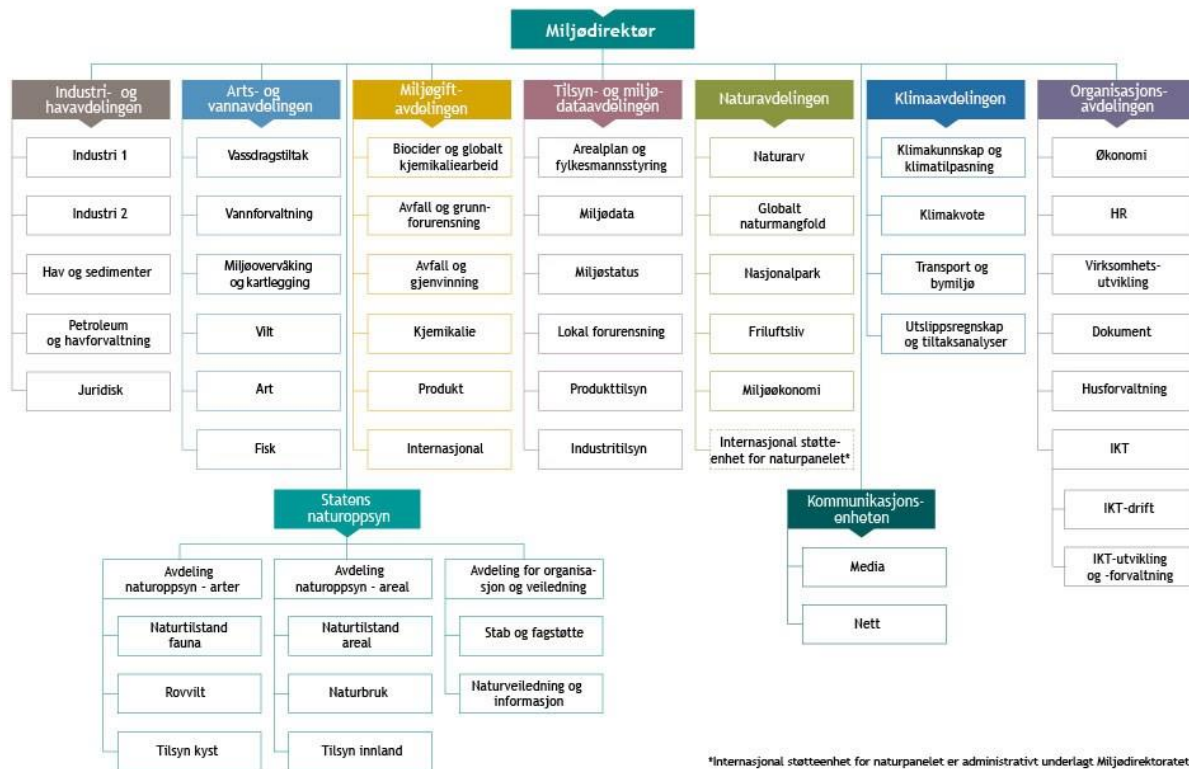 Miljødirektør
Industri- og
havavdelingen
Industri 1
Industri 2
Hav og sedimenter
Petroleum
og havforvaltning
Juridisk
Arts- og
vannavdelingen
Vassdragstiltak
Vannforvaltning
Miljøovervåking
og kartlegging
Vilt
Art
Fisk
Miljøgift-
avdelingen
Biocider og globalt
kjemikaliearbeid
Avfall og grunn-
forurensning
Avfall og
gjenvinning
Kjemikalie
Produkt
Internasjonal
Tilsyn- og miljø-
dataavdelingen
Arealplan og
fylkesmannsstyring
Miljødata
Miljøstatus
Lokal forurensning
Produkttilsyn
Industritilsyn
Naturavdelingen
Naturarv
Globalt
naturmangfold
Nasjonalpark
Friluftsliv
Miljøøkonomi
Internasjonal støtte-
enhet for naturpanelet*
Klimaavdelingen
Klimakunnskap og
klimatilpasning
Klimakvote
Transport og
bymiljø
Utslippsregnskap
og tiltaksanalyser
Organisasjons-
avdelingen
Økonomi
HR
Virksomhets-
utvikling
Dokument
Husforvaltning
IKT
IKT-drift
IKT-utvikling
og -forvaltning
Statens
naturoppsyn
Avdeling
naturoppsyn - arter
Naturtilstand
fauna
Rovvilt
Tilsyn kyst
Avdeling
naturoppsyn - areal
Naturtilstand
areal
Naturbruk
Tilsyn innland
Avdeling for organisa-
sjon og veiledning
Stab og fagstøtte
Naturveiledning og
informasjon
Kommunikasjons-
enheten
Media
Nett
*Internasjonal støtteenhet for naturpanelet er administrativt underlagt Miljødirektoratet